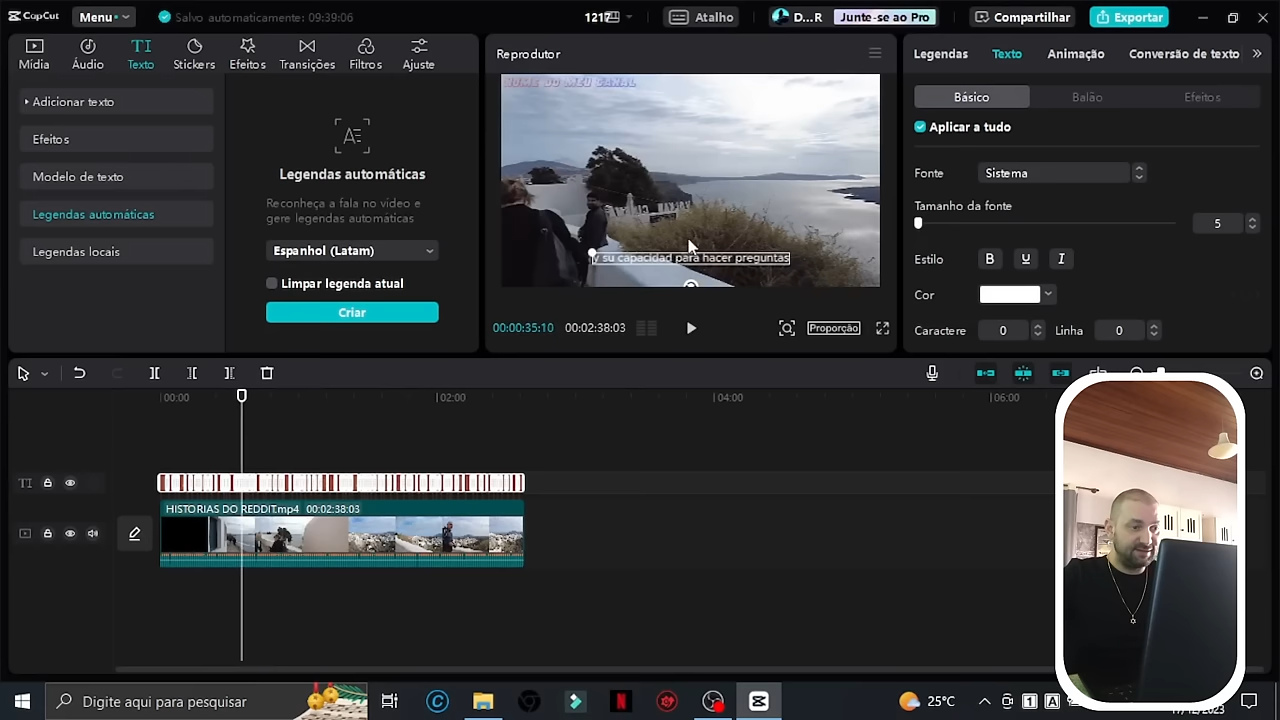 CapCut
Menu
Salvo automaticamente: 09:39:06
1217
Atalho
D...R
Junte-se ao Pro
Compartilhar
Exportar
Mídia
Áudio
Texto
Stickers
Efeitos
Transições
Filtros
Ajuste
Adicionar texto
Efeitos
Modelo de texto
Legendas automáticas
Legendas locais
Legendas automáticas
Reconheça a fala no vídeo e
gere legendas automáticas
Espanhol (Latam)
Limpar legenda atual
Criar
Reprodutor
NOME DO MEU CANAL
y su capacidad para hacer preguntas
00:00:35:10
00:02:38:03
Proporção
Legendas
Texto
Animação
Conversão de texto
Básico
Balão
Efeitos
Aplicar a tudo
Fonte
Sistema
Tamanho da fonte
5
Estilo
B
U
I
Cor
Caractere
0
Linha
0
00:00
02:00
04:00
06:00
TI
HISTORIAS DO REDDIT.mp4
00:02:38:03
Digite aqui para pesquisar
25°C